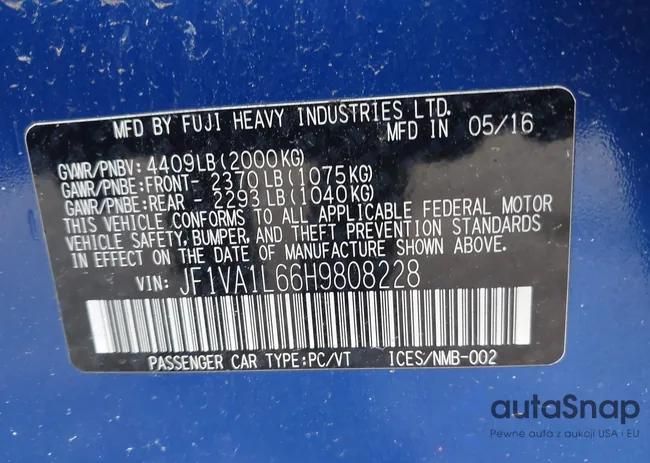 MFD BY FUJI HEAVY INDUSTRIES LTD.
MFD IN 05/16
GVWR/PNBV: 4409LB(2000KG)
GAWR/PNBE:FRONT- 2370LB(1075KG)
GAWR/PNBE:REAR - 2293LB(1040KG)
THIS VEHICLE CONFORMS TO ALL APPLICABLE FEDERAL MOTOR
VEHICLE SAFETY, BUMPER, AND THEFT PREVENTION STANDARDS
IN EFFECT ON THE DATE OF MANUFACTURE SHOWN ABOVE.
VIN: JF1VA1L66H9808228
PASSENGER CAR TYPE:PC/VT ICES/NMB-002
autaSnap
Pewne auta z aukcji USA i EU